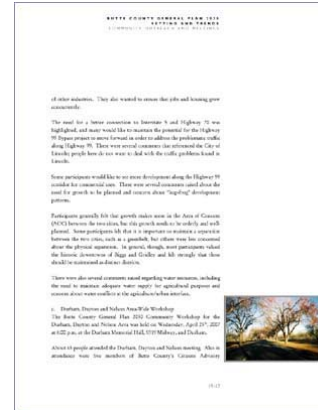 BUTTE COUNTY GENERAL PLAN 2030
SETTING AND TRENDS
COMMUNITY OUTREACH AND MEETINGS
of other industries. They also wanted to ensure that jobs and housing grew
concurrently.
The need for a better connection to Interstate 5 and Highway 70 was
highlighted, and many would like to maintain the potential for the Highway
99 Bypass project to move forward in order to address the problematic traffic
along Highway 99. There were several comments that referenced the City of
Lincoln; people here do not want to deal with the traffic problems found in
Lincoln.
Some participants would like to see more development along the Highway 99
corridor for commercial uses. There were several comments raised about the
need for growth to be planned and concern about "leapfrog" development
patterns.
Participants generally felt that growth makes sense in the Area of Concern
(AOC) between the two cities, but this growth needs to be orderly and well
planned. Some participants felt that it is important to maintain a separation
between the two cities, such as a greenbelt, but others were less concerned
about the physical separation. In general, though, most participants valued
the historic downtowns of Biggs and Gridley and felt strongly that these
should be maintained as distinct districts.
There were also several comments raised regarding water resources, including
the need to maintain adequate water supply for agricultural purposes and
concern about water conflicts at the agriculture/urban interface.
Durham, Dayton and Nelson Area-Wide Workshop
The Butte County General Plan 2030 Community Workshop for the
Durham, Dayton and Nelson Area was held on Wednesday, April 25th, 2007
at 6:00 p.m. at the Durham Memorial Hall, Midway, and Durham.
About 60 people attended the Durham, Dayton and Nelson meeting. Also in
attendance were five members of Butte County's Citizens Advisory